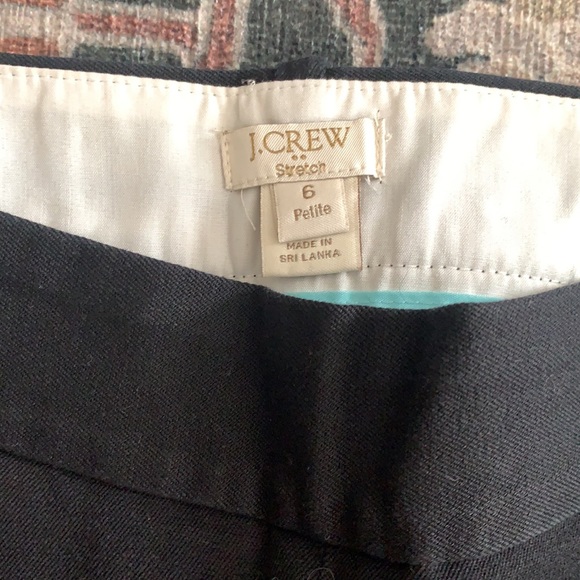 J.CREW
Stretch
6
Petite
MADE IN
SRI LANKA